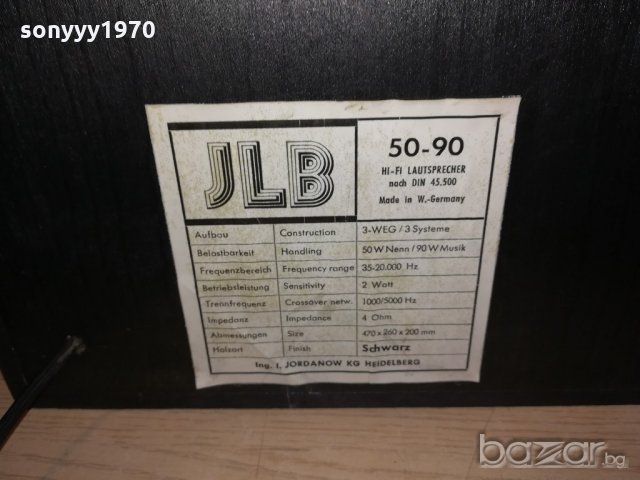 sonyyy1970
JLB
50-90
HI-FI LAUTSPRECHER
nach DIN 45.500
Made in W.-Germany
Aufbau Construction 3-WEG / 3 Systeme
Belastbarkeit Handling 50 W Nenn / 90 W Musik
Frequenzbereich Frequency range 35-20.000 Hz
Betriebsleistung Sensitivity 2 Watt
Trennfrequenz Crossover netw. 1000/5000 Hz
Impedanz Impedance 4 Ohm
Abmessungen Size 470 x 260 x 200 mm
Holzart Finish Schwarz
Ing. I. JORDANOW KG HEIDELBERG
bazar.bg